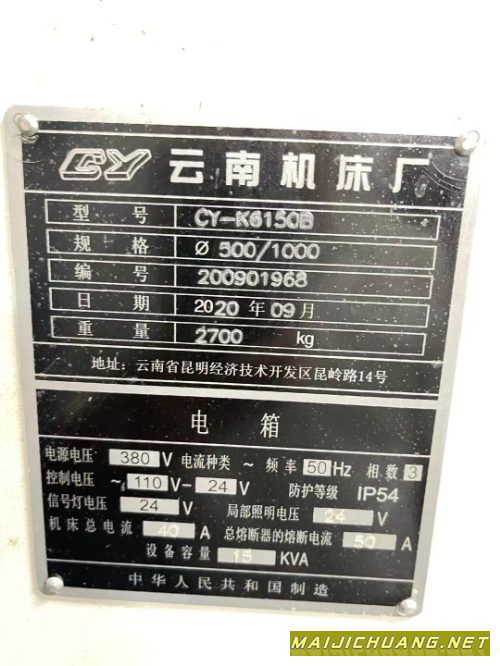 CY 云南机床厂
型号 CY-K6150B
规格 Ø 500/1000
编号 200901968
日期 2020 年 09 月
重量 2700 kg
地址：云南省昆明经济技术开发区昆岭路14号
电箱
电源电压 380 V 电流种类 ~ 频率 50 Hz 相数 3
控制电压 ~ 110 V- 24 V 防护等级 IP54
信号灯电压 24 V 局部照明电压 24 V
机床总电流 40 A 总熔断器的熔断电流 50 A
设备容量 15 KVA
中华人民共和国制造
MAIJICHUANG.NET